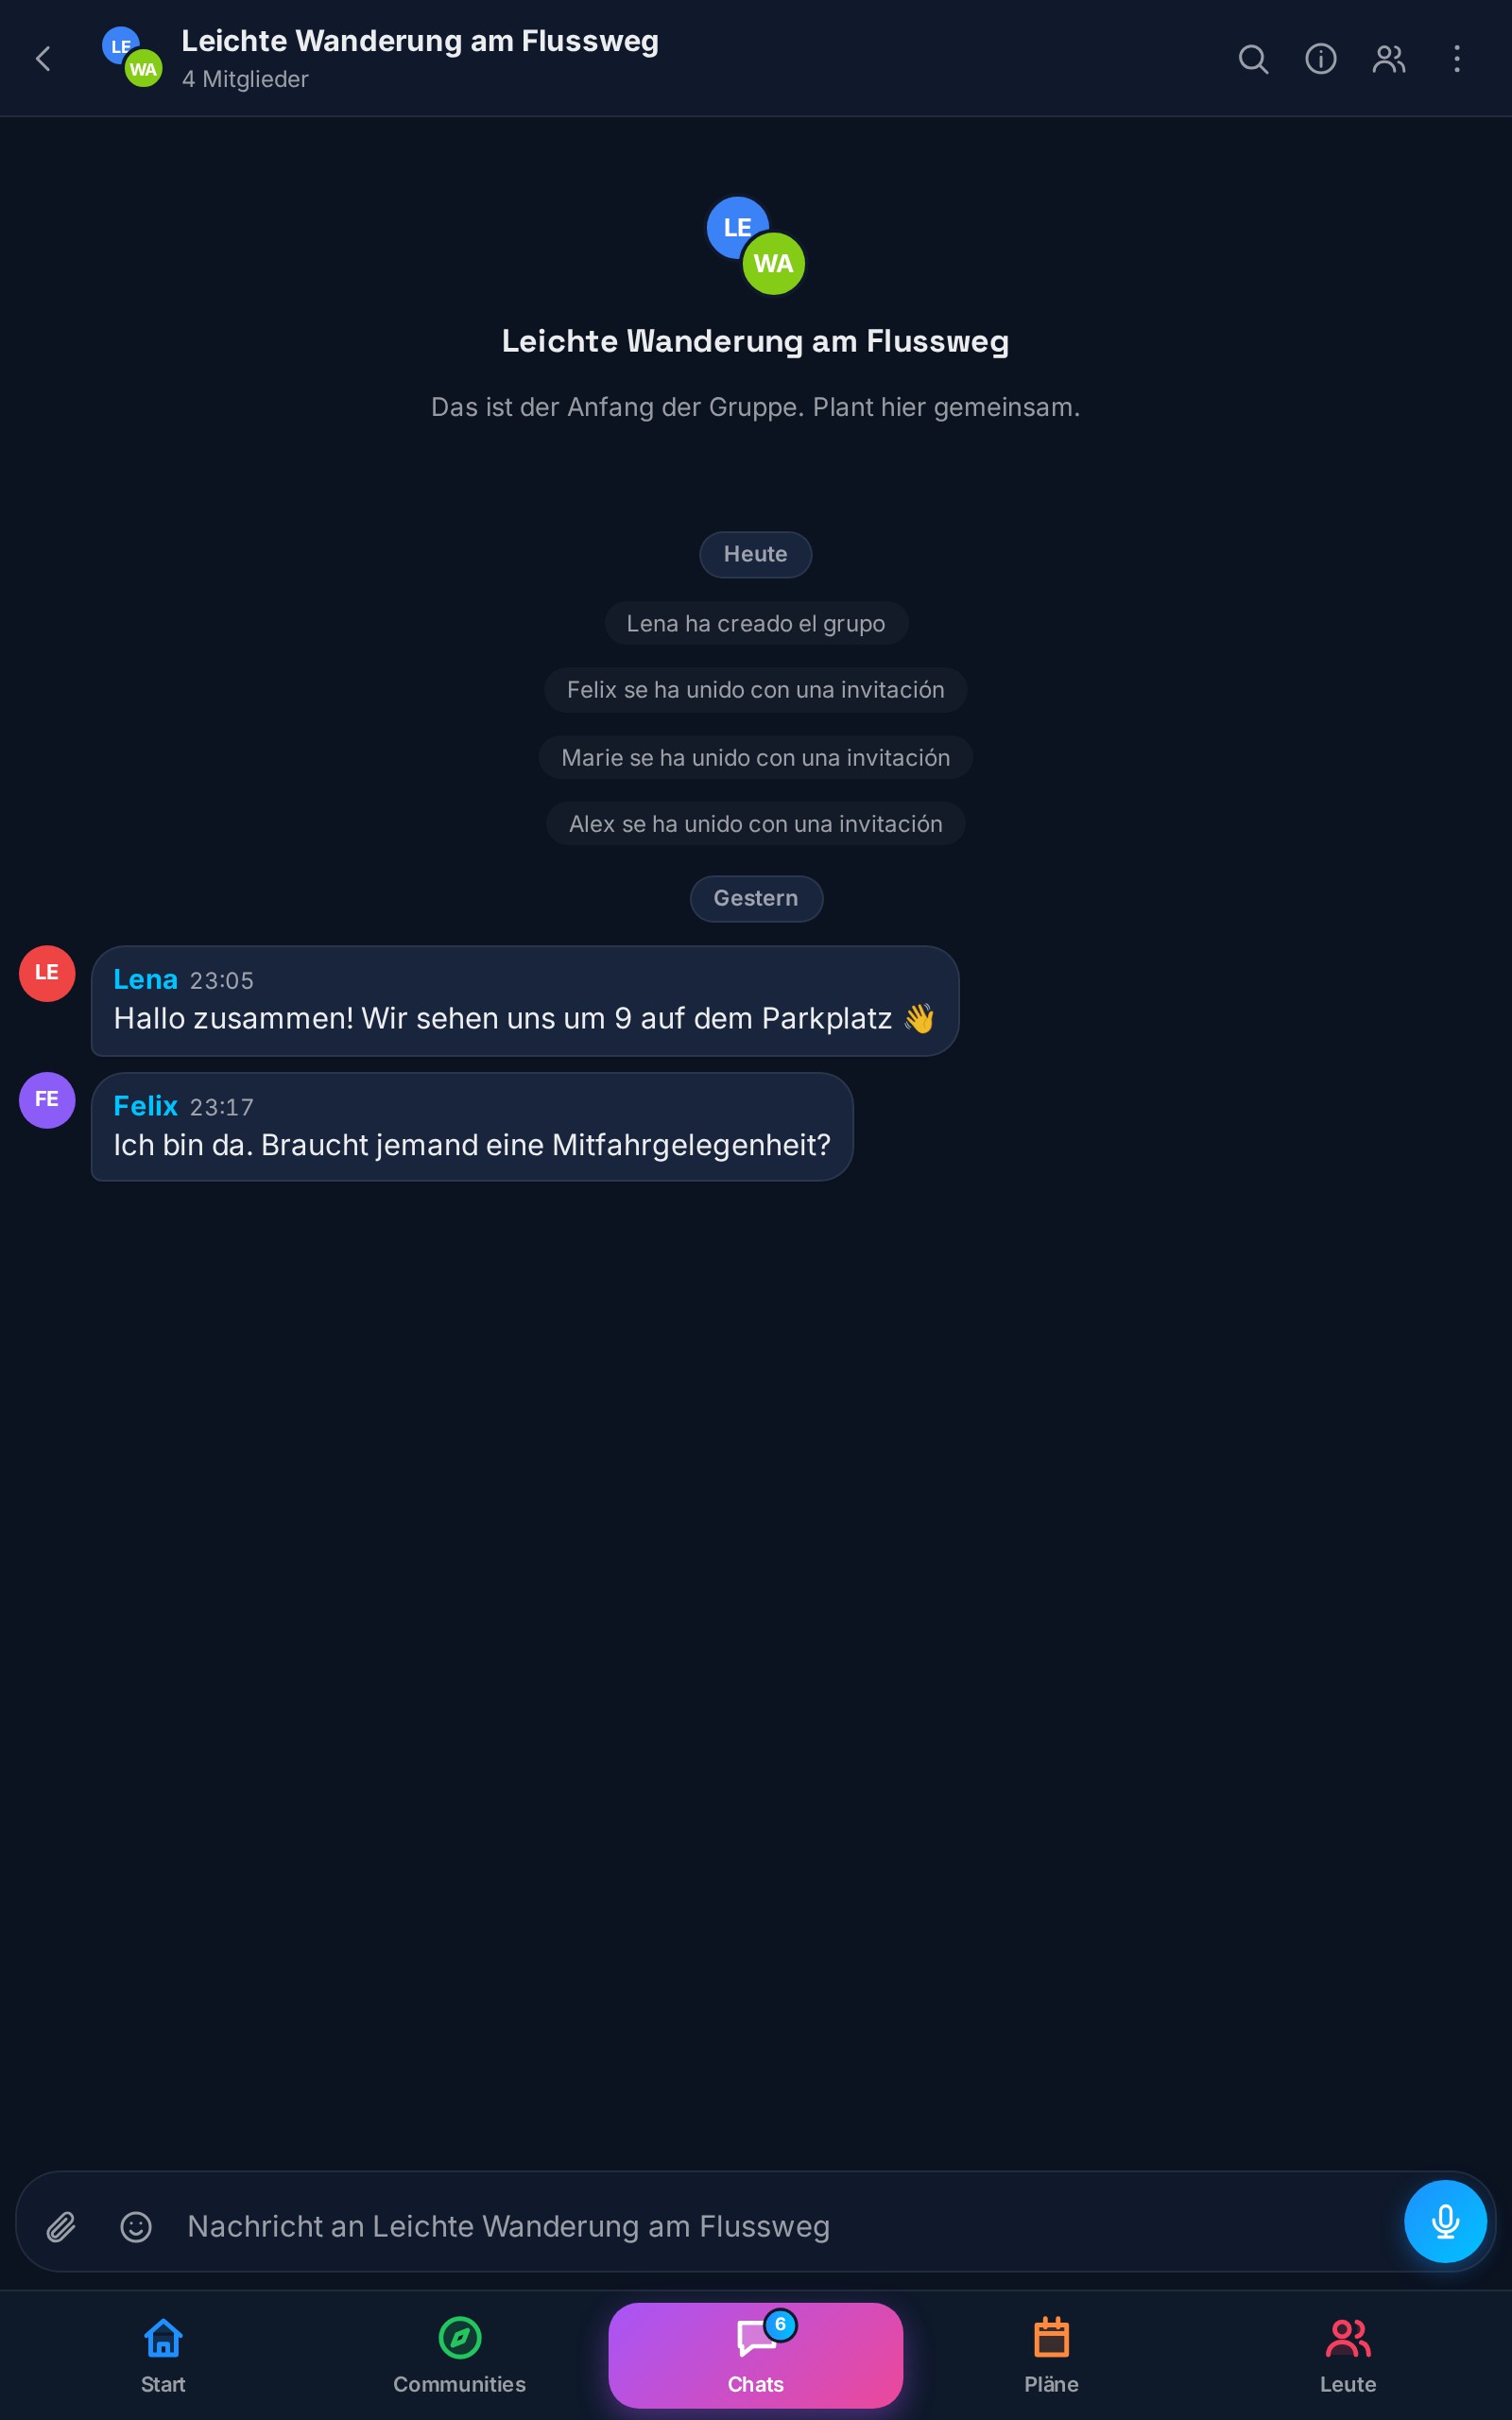 LE
WA
Leichte Wanderung am Flussweg
4 Mitglieder
LE
WA
Leichte Wanderung am Flussweg
Das ist der Anfang der Gruppe. Plant hier gemeinsam.
Heute
Lena ha creado el grupo
Felix se ha unido con una invitación
Marie se ha unido con una invitación
Alex se ha unido con una invitación
Gestern
LE
Lena 23:05
Hallo zusammen! Wir sehen uns um 9 auf dem Parkplatz 👋
FE
Felix 23:17
Ich bin da. Braucht jemand eine Mitfahrgelegenheit?
Nachricht an Leichte Wanderung am Flussweg
Start
Communities
6
Chats
Pläne
Leute